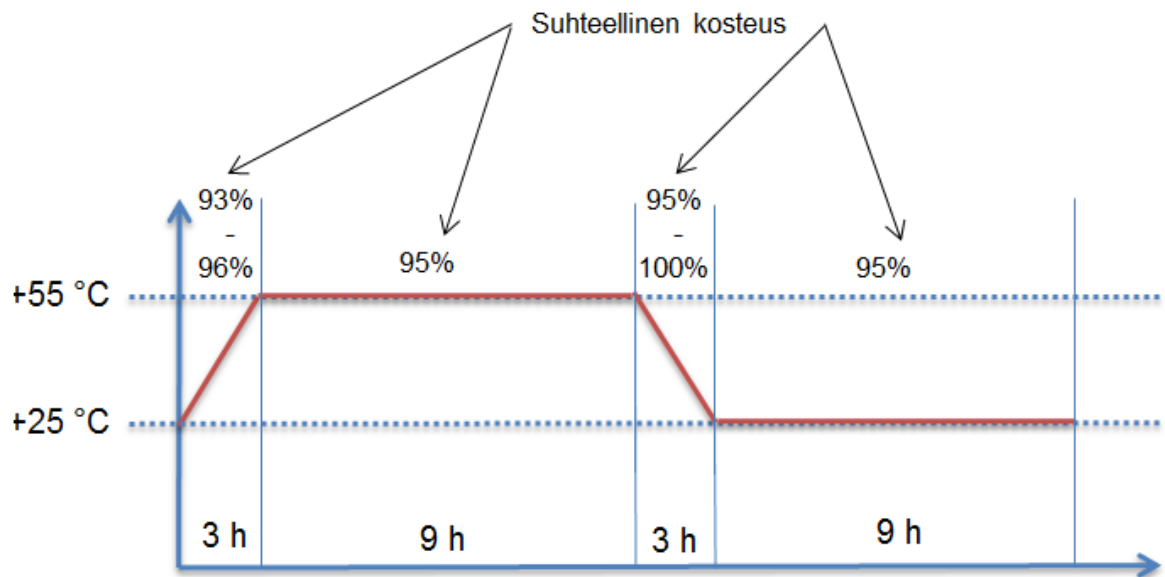 Suhteellinen kosteus
93%
-
96%
95%
95%
-
100%
95%
+55 °C
+25 °C
3 h
9 h
3 h
9 h